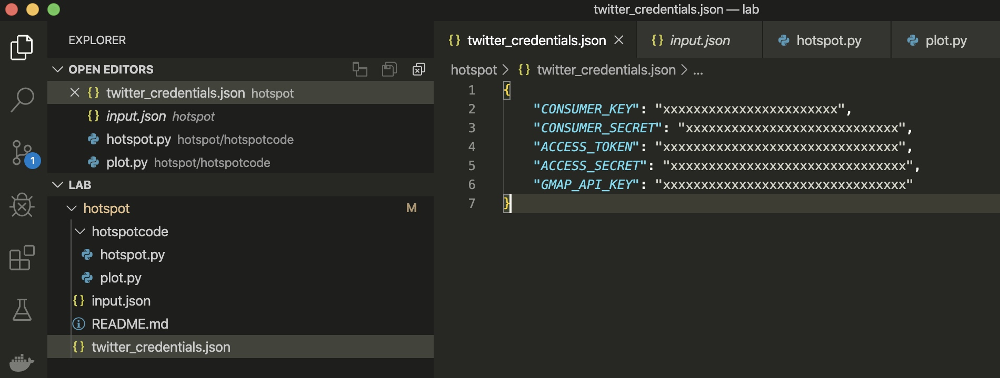 twitter_credentials.json — lab
EXPLORER
OPEN EDITORS
twitter_credentials.json hotspot
input.json hotspot
hotspot.py hotspot/hotspotcode
plot.py hotspot/hotspotcode
1
LAB
hotspot M
hotspotcode
hotspot.py
plot.py
input.json
README.md
twitter_credentials.json
twitter_credentials.json input.json hotspot.py plot.py
hotspot > {} twitter_credentials.json > ...
1 {
2 "CONSUMER_KEY": "xxxxxxxxxxxxxxxxxxxxxxx",
3 "CONSUMER_SECRET": "xxxxxxxxxxxxxxxxxxxxxxxxxxxx",
4 "ACCESS_TOKEN": "xxxxxxxxxxxxxxxxxxxxxxxxxxxxxxx",
5 "ACCESS_SECRET": "xxxxxxxxxxxxxxxxxxxxxxxxxxxxxxx",
6 "GMAP_API_KEY": "xxxxxxxxxxxxxxxxxxxxxxxxxxxxxxxx"
7 }